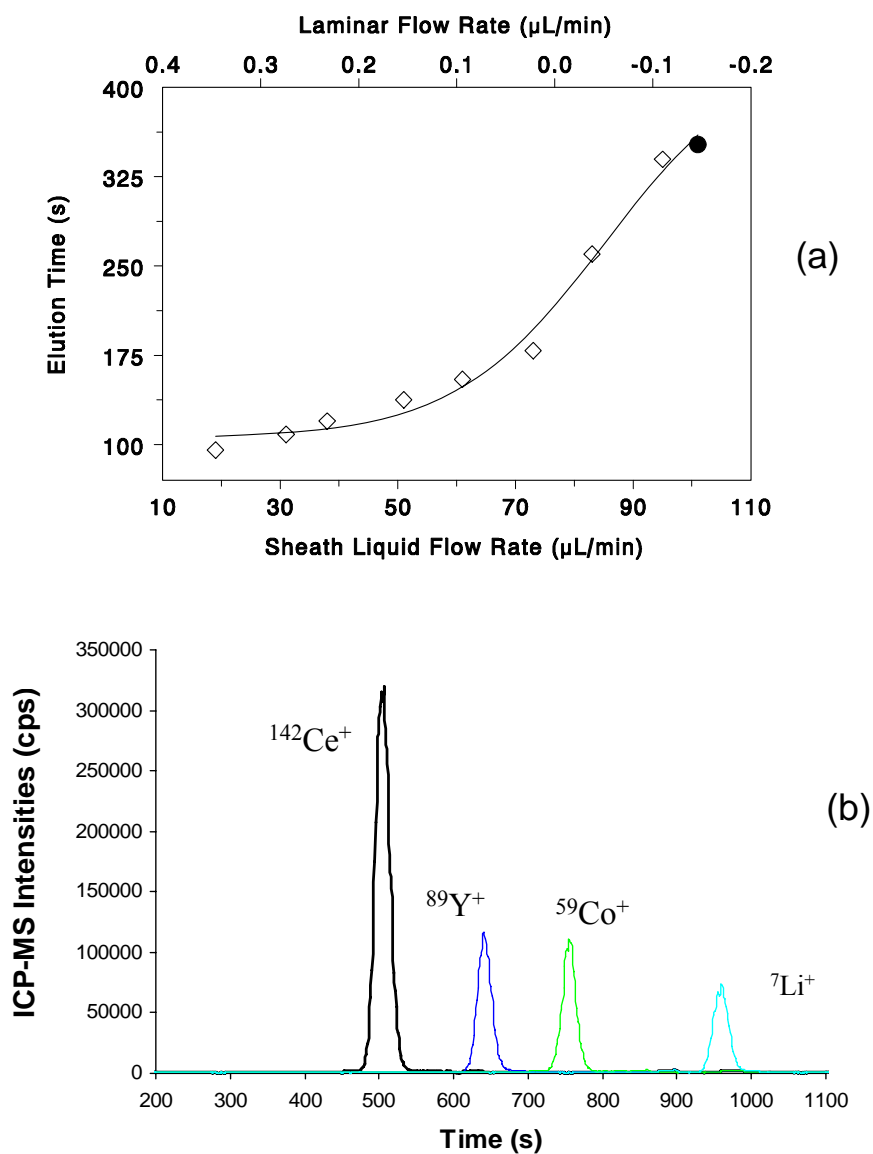 Laminar Flow Rate (µL/min)
0.4 0.3 0.2 0.1 0.0 -0.1 -0.2
400
325
250
175
100
Elution Time (s)
(a)
10 30 50 70 90 110
Sheath Liquid Flow Rate (µL/min)
350000
300000
250000
200000
150000
100000
50000
0
ICP-MS Intensities (cps)
¹⁴²Ce⁺
⁸⁹Y⁺
⁵⁹Co⁺
⁷Li⁺
(b)
200 300 400 500 600 700 800 900 1000 1100
Time (s)